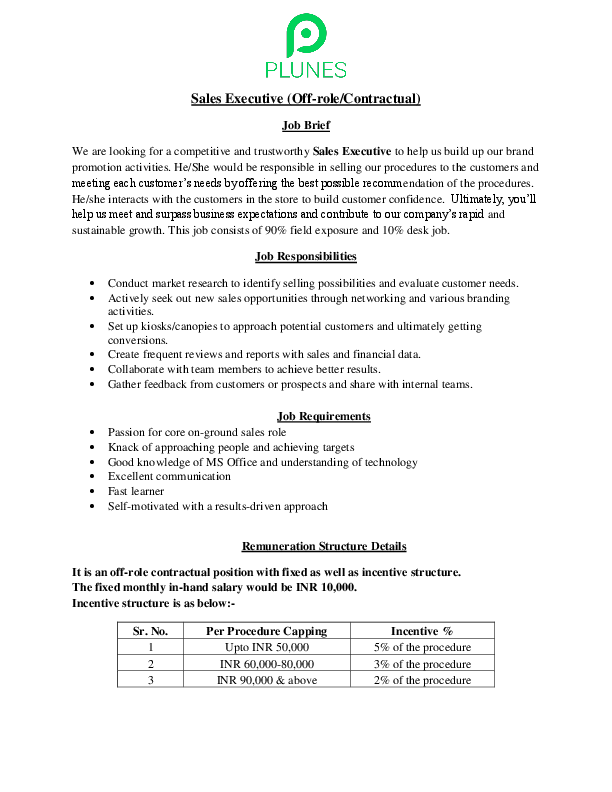 PLUNES
Sales Executive (Off-role/Contractual)
Job Brief
We are looking for a competitive and trustworthy Sales Executive to help us build up our brand
promotion activities. He/She would be responsible in selling our procedures to the customers and
meeting each customer's needs by offering the best possible recommendation of the procedures.
He/she interacts with the customers in the store to build customer confidence. Ultimately, you'll
help us meet and surpass business expectations and contribute to our company's rapid and
sustainable growth. This job consists of 90% field exposure and 10% desk job.
Job Responsibilities
• Conduct market research to identify selling possibilities and evaluate customer needs.
• Actively seek out new sales opportunities through networking and various branding
activities.
• Set up kiosks/canopies to approach potential customers and ultimately getting
conversions.
• Create frequent reviews and reports with sales and financial data.
• Collaborate with team members to achieve better results.
• Gather feedback from customers or prospects and share with internal teams.
Job Requirements
• Passion for core on-ground sales role
• Knack of approaching people and achieving targets
• Good knowledge of MS Office and understanding of technology
• Excellent communication
• Fast learner
• Self-motivated with a results-driven approach
Remuneration Structure Details
It is an off-role contractual position with fixed as well as incentive structure.
The fixed monthly in-hand salary would be INR 10,000.
Incentive structure is as below:-
Sr. No. Per Procedure Capping Incentive %
1 Upto INR 50,000 5% of the procedure
2 INR 60,000-80,000 3% of the procedure
3 INR 90,000 & above 2% of the procedure